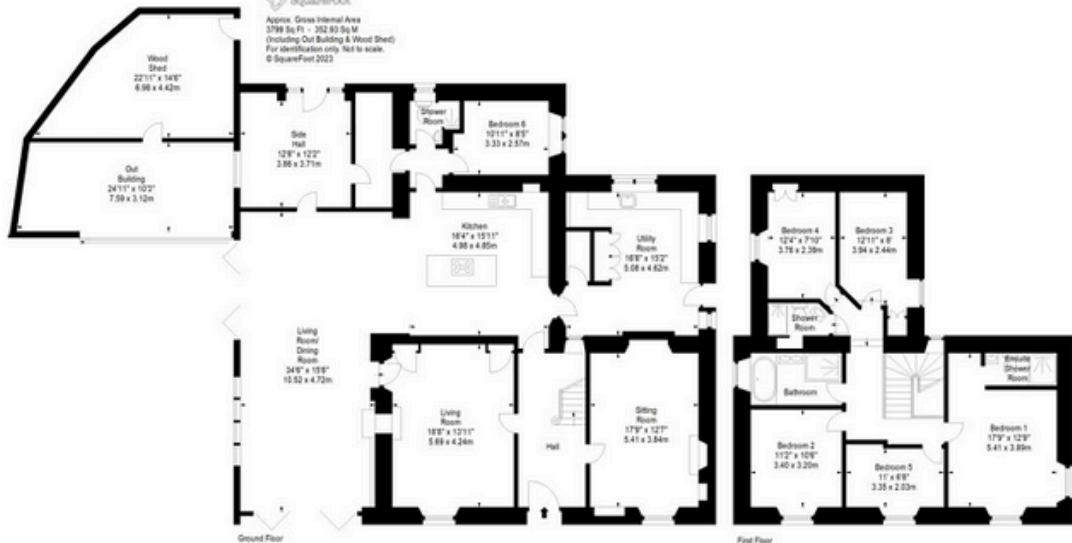 SquareFoot
Approx. Gross Internal Area
3799 Sq Ft - 352.93 Sq M
(Including Out Building & Wood Shed)
For identification only. Not to scale.
© SquareFoot 2023
Wood
Shed
22'11" x 14'6"
6.98 x 4.42m
Out
Building
24'11" x 10'3"
7.59 x 3.12m
Side
Hall
12'8" x 12'2"
3.86 x 3.71m
Shower
Room
Bedroom 6
10'11" x 8'5"
3.33 x 2.57m
Kitchen
16'4" x 15'11"
4.98 x 4.85m
Utility
Room
16'8" x 15'2"
5.08 x 4.62m
Living
Room/
Dining
Room
34'6" x 15'6"
10.52 x 4.72m
Living
Room
18'8" x 13'11"
5.69 x 4.24m
Hall
Sitting
Room
17'9" x 12'7"
5.41 x 3.84m
Ground Floor
Bedroom 4
12'4" x 7'10"
3.76 x 2.39m
Bedroom 3
12'11" x 8'
3.94 x 2.44m
Shower
Room
Bathroom
Ensuite
Shower
Room
Bedroom 2
11'2" x 10'6"
3.40 x 3.20m
Bedroom 5
11' x 6'8"
3.35 x 2.03m
Bedroom 1
17'9" x 12'9"
5.41 x 3.89m
First Floor